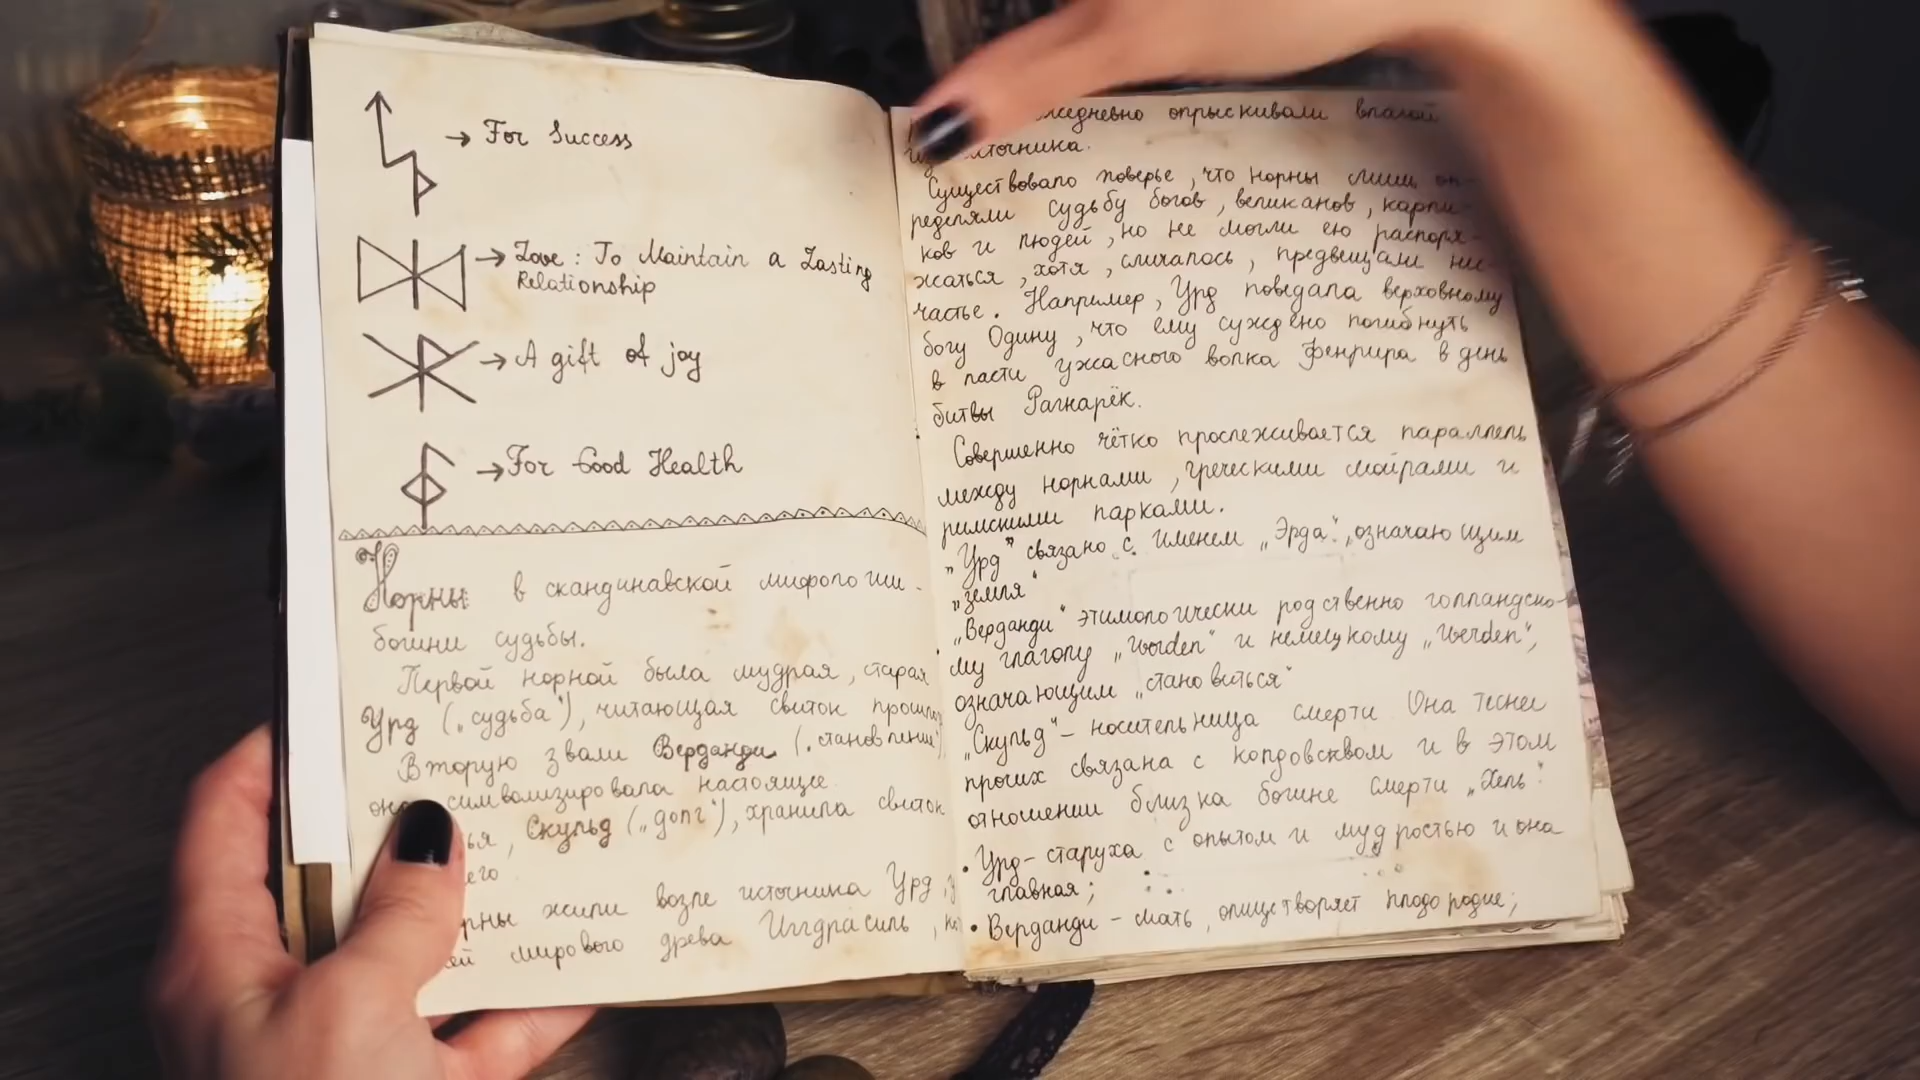 → For Success
→ Love: To Maintain a Lasting
Relationship
→ A gift of joy
→ For Good Health
Норны в скандинавской мифологии -
богини судьбы.
Первой норной была мудрая, старая
Урд („судьба“), читающая свиток
Вторую звали Верданди („становление“),
символизировала настоящее.
Скульд („долг“), хранила свиток
жили возле источника Урд,
мирового древа Иггдрасиль,
опрыскивали влагой
источника.
Существовало поверье, что норны лишь оп-
ределяли судьбу богов, великанов, карли-
ков и людей, но не могли ею распоря-
жаться, хотя, случалось, предвещали нес-
частье. Например, Урд поведала верховному
богу Одину, что ему суждено погибнуть
в пасти ужасного волка Фенрира в день
битвы Рагнарёк.
Совершенно чётко прослеживается параллель
между норнами, греческими мойрами и
римскими парками.
„Урд“ связано с именем „Эрда“, означающим
„земля“
„Верданди“ этимологически родственно голландско-
му глаголу „worden“ и немецкому „werden“,
означающим „становиться“
„Скульд“ - носительница смерти Она теснее
прочих связана с колдовсквом и в этом
отношении близка богине смерти „Хель“.
• Урд - старуха с опытом и мудростью и она
главная;
• Верданди - мать, олицетворяет плодородие;